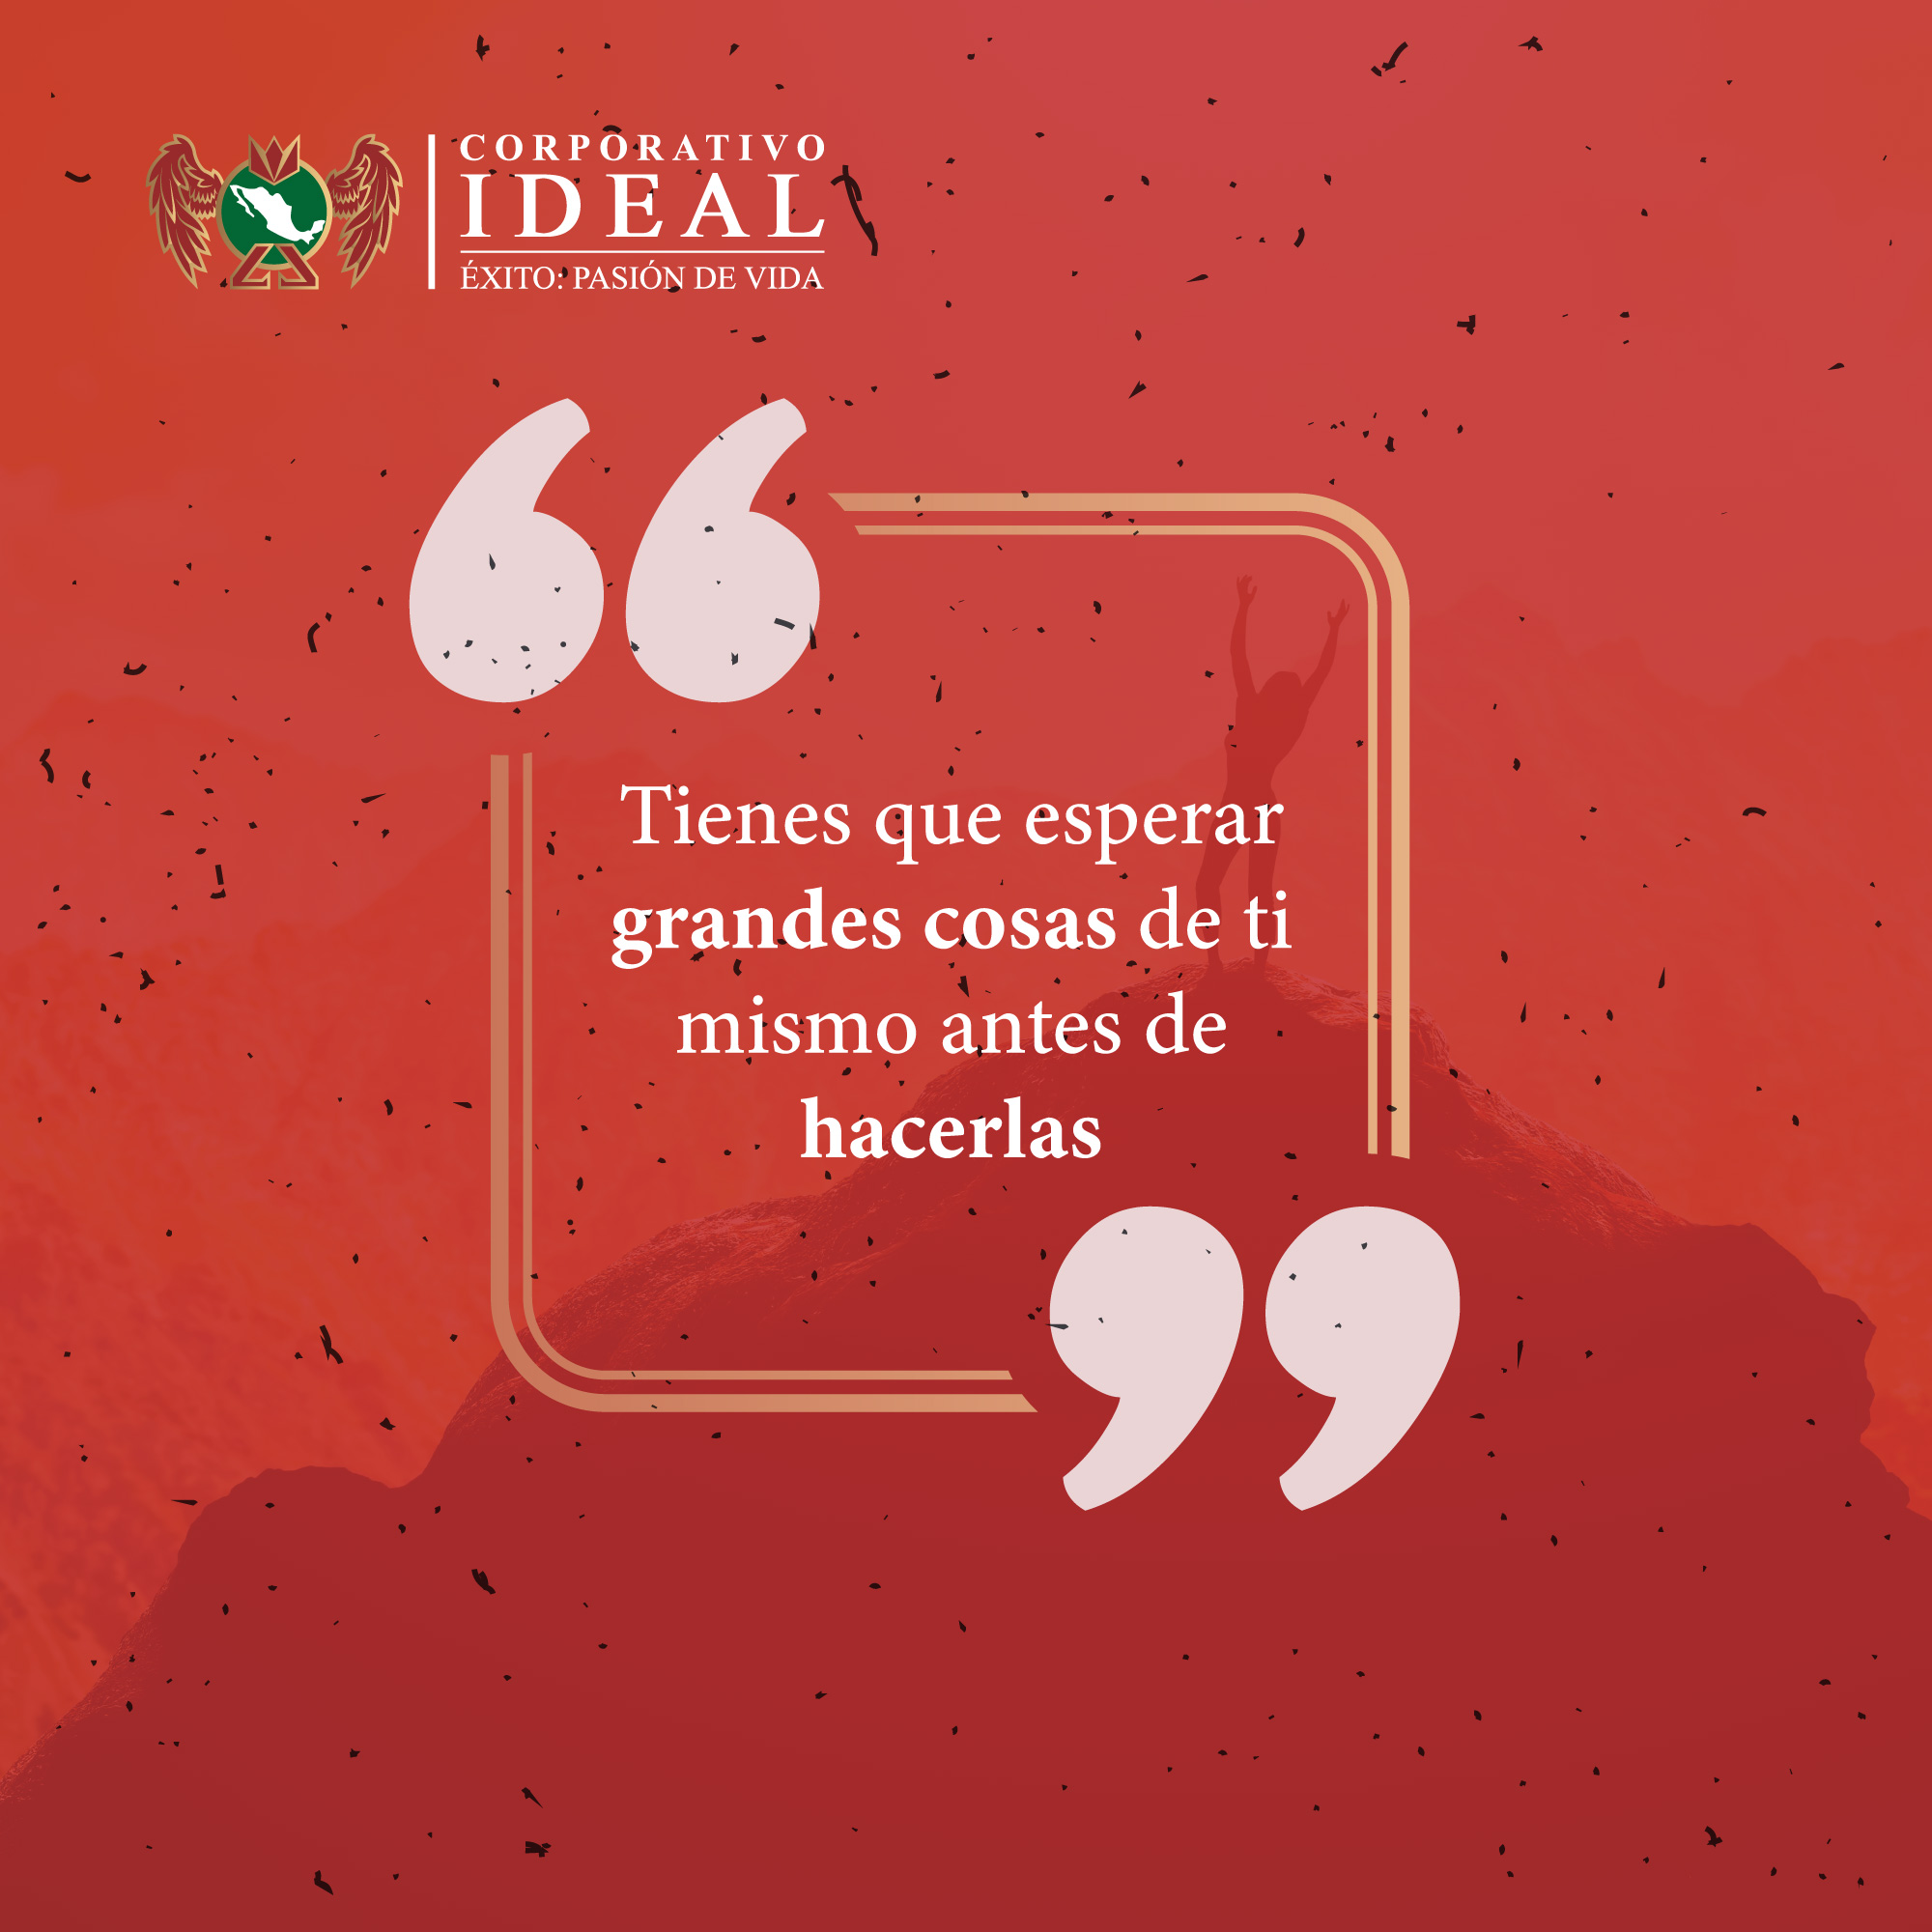 CORPORATIVO
IDEAL
ÉXITO: PASIÓN DE VIDA
“
Tienes que esperar
grandes cosas de ti
mismo antes de
hacerlas
”